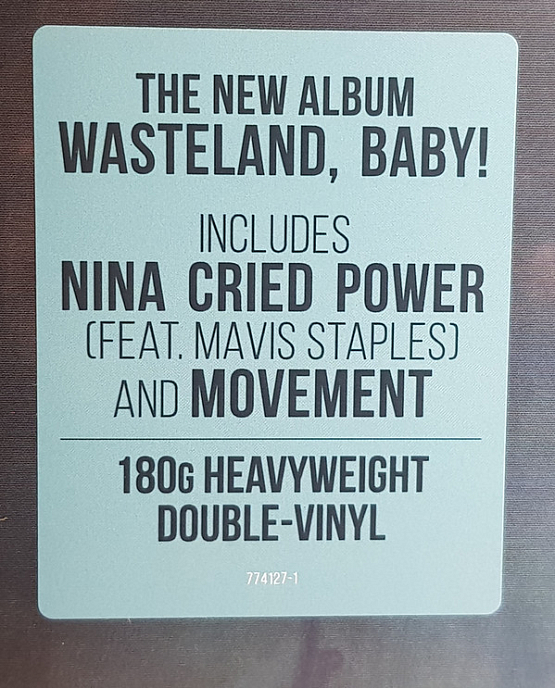 THE NEW ALBUM
WASTELAND, BABY!
INCLUDES
NINA CRIED POWER
(FEAT. MAVIS STAPLES)
AND MOVEMENT
180G HEAVYWEIGHT
DOUBLE-VINYL
774127-1